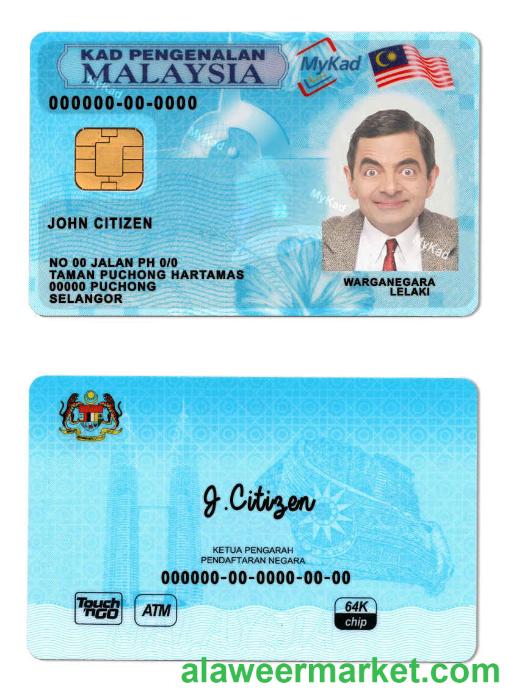 KAD PENGENALAN
MALAYSIA
MyKad
000000-00-0000
MyKad
MyKad
JOHN CITIZEN
MyKad
MyKad
NO 00 JALAN PH 0/0
TAMAN PUCHONG HARTAMAS
00000 PUCHONG
SELANGOR
WARGANEGARA
LELAKI
J.Citizen
KETUA PENGARAH
PENDAFTARAN NEGARA
000000-00-0000-00-00
Touch
'nGO
ATM
64K
chip
alaweermarket.com